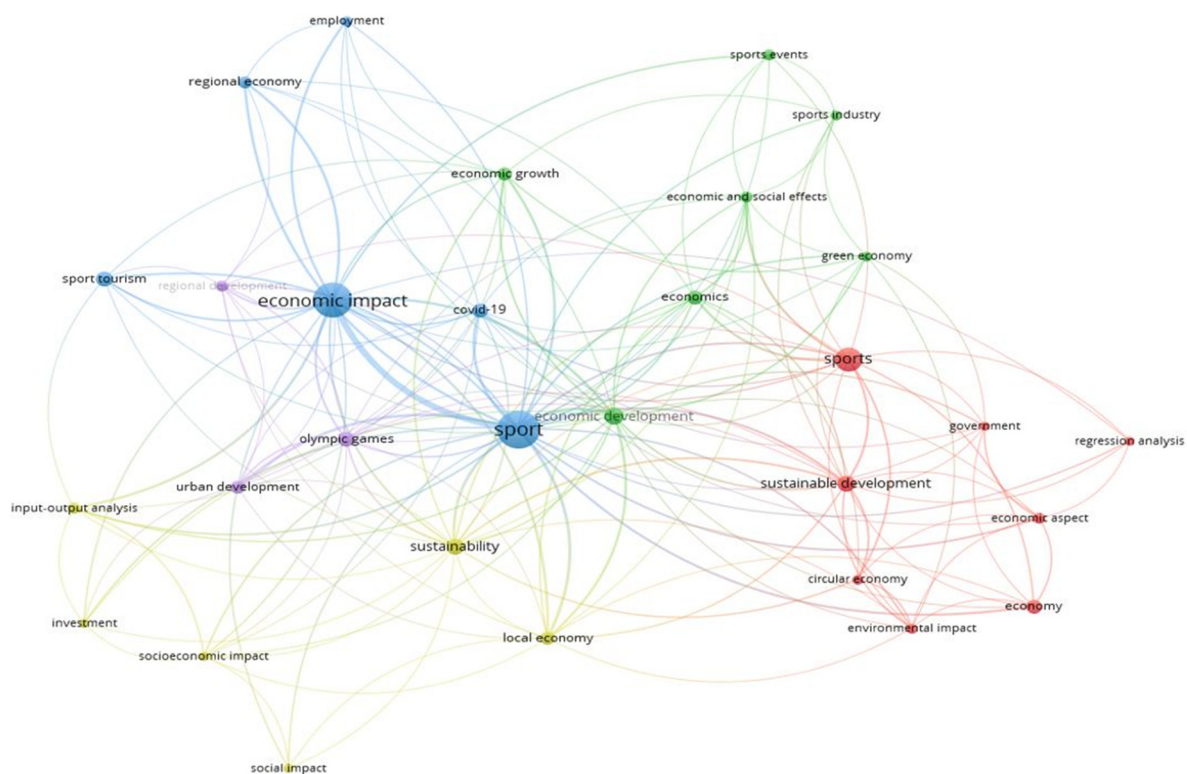 employment
sports events
regional economy
sports industry
economic growth
economic and social effects
green economy
sport tourism
regional development
economic impact
covid-19
economics
sports
economic development
sport
government
olympic games
regression analysis
sustainable development
urban development
input-output analysis
economic aspect
sustainability
circular economy
economy
investment
environmental impact
local economy
socioeconomic impact
social impact